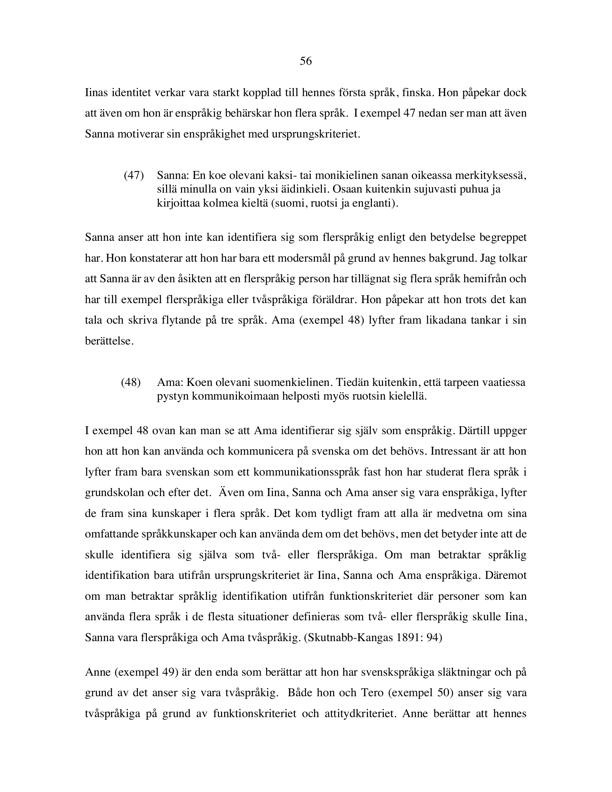 56
Iinas identitet verkar vara starkt kopplad till hennes första språk, finska. Hon påpekar dock
att även om hon är enspråkig behärskar hon flera språk.  I exempel 47 nedan ser man att även
Sanna motiverar sin enspråkighet med ursprungskriteriet.
(47) Sanna: En koe olevani kaksi- tai monikielinen sanan oikeassa merkityksessä,
sillä minulla on vain yksi äidinkieli. Osaan kuitenkin sujuvasti puhua ja
kirjoittaa kolmea kieltä (suomi, ruotsi ja englanti).
Sanna anser att hon inte kan identifiera sig som flerspråkig enligt den betydelse begreppet
har. Hon konstaterar att hon har bara ett modersmål på grund av hennes bakgrund. Jag tolkar
att Sanna är av den åsikten att en flerspråkig person har tillägnat sig flera språk hemifrån och
har till exempel flerspråkiga eller tvåspråkiga föräldrar. Hon påpekar att hon trots det kan
tala och skriva flytande på tre språk. Ama (exempel 48) lyfter fram likadana tankar i sin
berättelse.
(48) Ama: Koen olevani suomenkielinen. Tiedän kuitenkin, että tarpeen vaatiessa
pystyn kommunikoimaan helposti myös ruotsin kielellä.
I exempel 48 ovan kan man se att Ama identifierar sig själv som enspråkig. Därtill uppger
hon att hon kan använda och kommunicera på svenska om det behövs. Intressant är att hon
lyfter fram bara svenskan som ett kommunikationsspråk fast hon har studerat flera språk i
grundskolan och efter det.  Även om Iina, Sanna och Ama anser sig vara enspråkiga, lyfter
de fram sina kunskaper i flera språk. Det kom tydligt fram att alla är medvetna om sina
omfattande språkkunskaper och kan använda dem om det behövs, men det betyder inte att de
skulle identifiera sig själva som två- eller flerspråkiga. Om man betraktar språklig
identifikation bara utifrån ursprungskriteriet är Iina, Sanna och Ama enspråkiga. Däremot
om man betraktar språklig identifikation utifrån funktionskriteriet där personer som kan
använda flera språk i de flesta situationer definieras som två- eller flerspråkig skulle Iina,
Sanna vara flerspråkiga och Ama tvåspråkig. (Skutnabb-Kangas 1891: 94)
Anne (exempel 49) är den enda som berättar att hon har svenskspråkiga släktningar och på
grund av det anser sig vara tvåspråkig.  Både hon och Tero (exempel 50) anser sig vara
tvåspråkiga på grund av funktionskriteriet och attitydkriteriet. Anne berättar att hennes